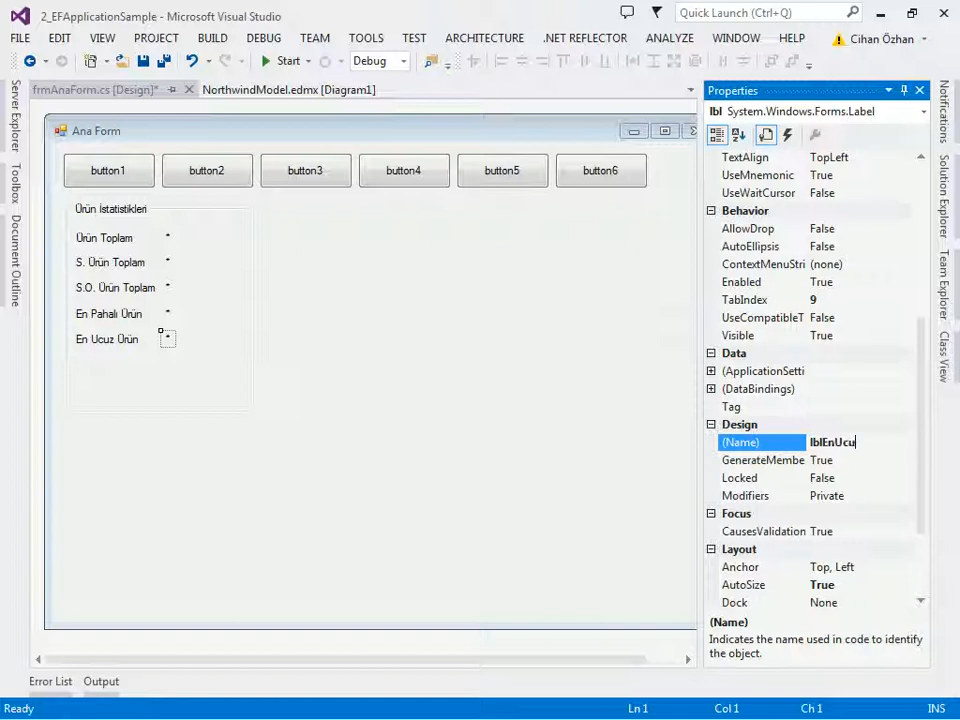 2_EFApplicationSample - Microsoft Visual Studio
Quick Launch (Ctrl+Q)
FILE EDIT VIEW PROJECT BUILD DEBUG TEAM TOOLS TEST ARCHITECTURE .NET REFLECTOR ANALYZE WINDOW HELP Cihan Özhan
Start Debug
frmAnaForm.cs [Design]* NorthwindModel.edmx [Diagram1]
Server Explorer
Toolbox
Document Outline
Ana Form
button1 button2 button3 button4 button5 button6
Ürün İstatistikleri
Ürün Toplam *
S. Ürün Toplam *
S.O. Ürün Toplam *
En Pahalı Ürün *
En Ucuz Ürün *
Properties
lbl System.Windows.Forms.Label
TextAlign TopLeft
UseMnemonic True
UseWaitCursor False
Behavior
AllowDrop False
AutoEllipsis False
ContextMenuStri (none)
Enabled True
TabIndex 9
UseCompatibleT False
Visible True
Data
(ApplicationSetti
(DataBindings)
Tag
Design
(Name) lblEnUcu
GenerateMembe True
Locked False
Modifiers Private
Focus
CausesValidation True
Layout
Anchor Top, Left
AutoSize True
Dock None
(Name)
Indicates the name used in code to identify
the object.
Notifications
Solution Explorer
Team Explorer
Class View
Error List Output
Ready Ln 1 Col 1 Ch 1 INS